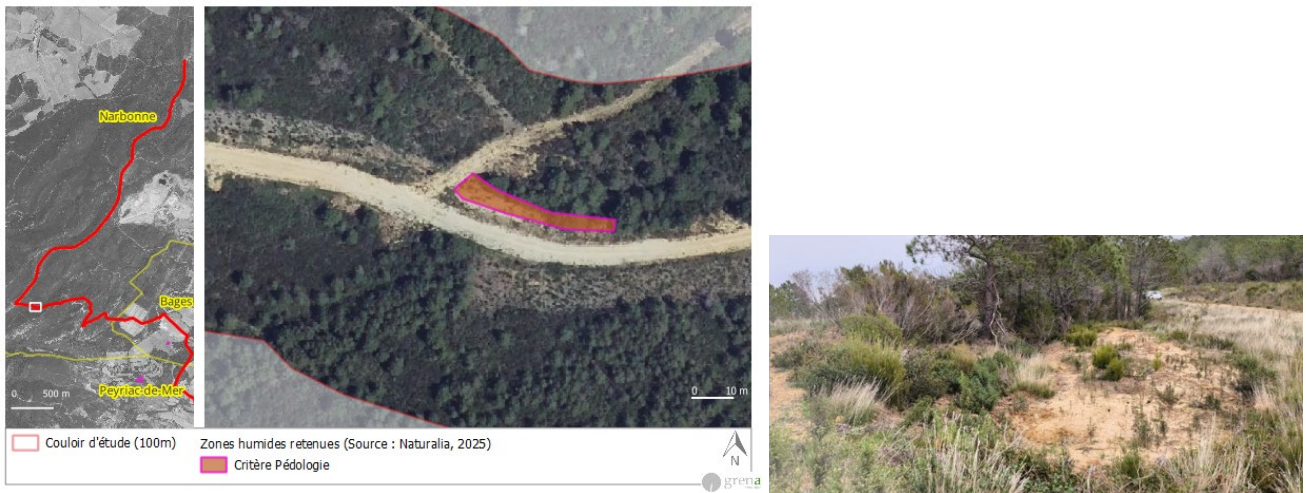 Narbonne
Bages
Peyriac-de-Mer
0 500 m
0 10 m
Couloir d'étude (100m)
Zones humides retenues (Source : Naturalia, 2025)
Critère Pédologie
N
grena